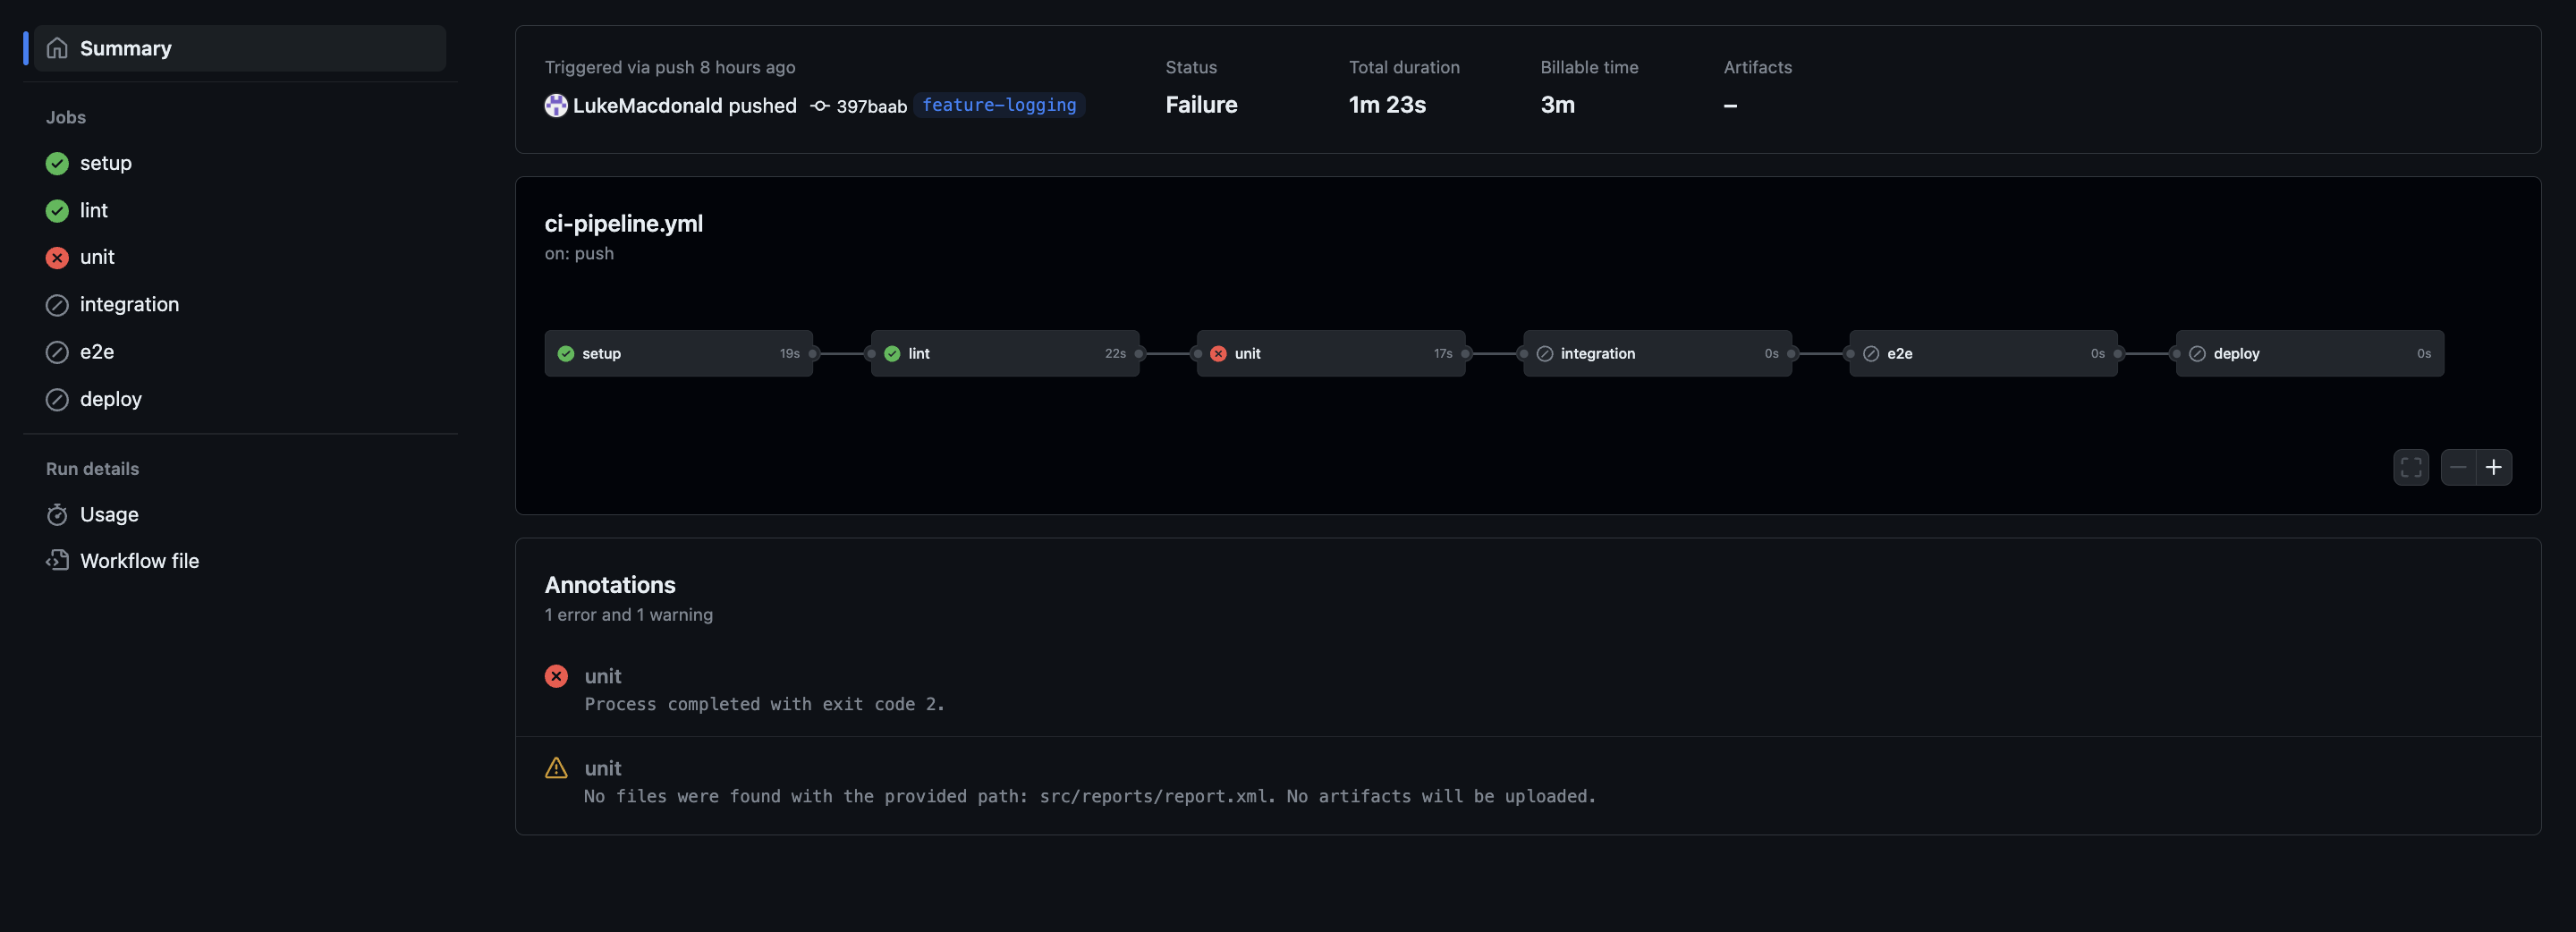 Summary
Jobs
setup
lint
unit
integration
e2e
deploy
Run details
Usage
Workflow file
Triggered via push 8 hours ago
LukeMacdonald pushed 397baab feature-logging
Status
Failure
Total duration
1m 23s
Billable time
3m
Artifacts
–
ci-pipeline.yml
on: push
setup 19s
lint 22s
unit 17s
integration 0s
e2e 0s
deploy 0s
Annotations
1 error and 1 warning
unit
Process completed with exit code 2.
unit
No files were found with the provided path: src/reports/report.xml. No artifacts will be uploaded.